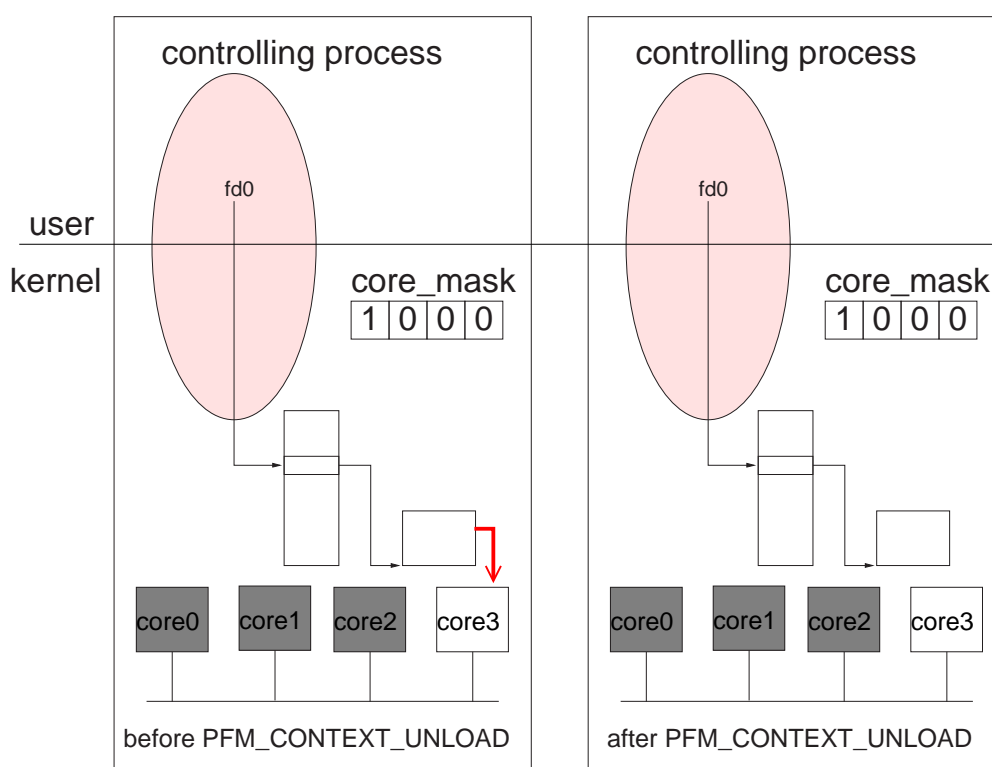 controlling process controlling process
fd0 fd0
user
kernel
core_mask core_mask
1 0 0 0 1 0 0 0
core0 core1 core2 core3 core0 core1 core2 core3
before PFM_CONTEXT_UNLOAD after PFM_CONTEXT_UNLOAD